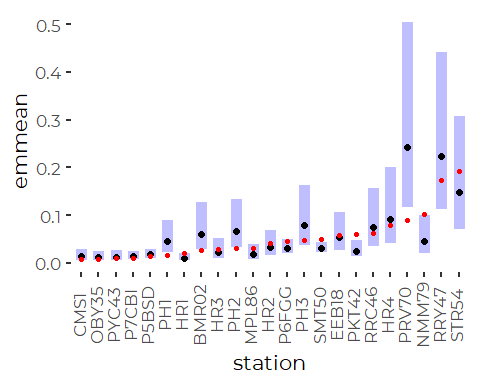 emmean
0.5
0.4
0.3
0.2
0.1
0.0
CMS1
OBY35
PYC43
P7CBI
P5BSD
PH1
HR1
BMR02
HR3
PH2
MPL86
HR2
P6FGG
PH3
SMT50
EEB18
PKT42
RRC46
HR4
PRV70
NMM79
RRY47
STR54
station